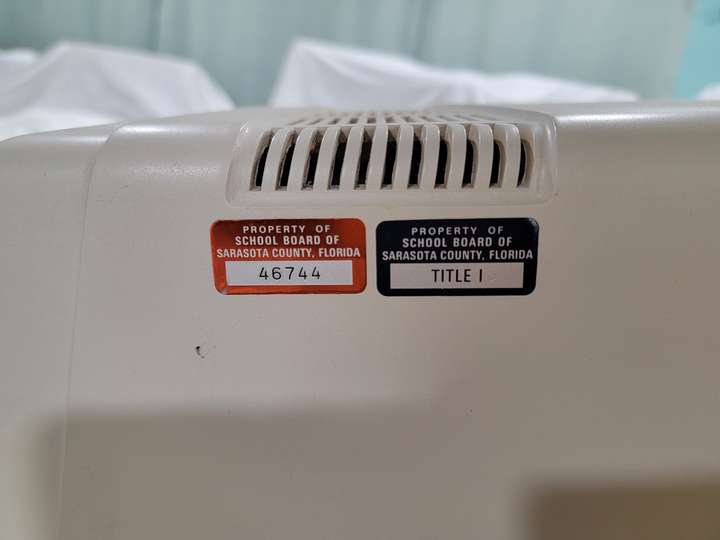 PROPERTY OF
SCHOOL BOARD OF
SARASOTA COUNTY, FLORIDA
46744
PROPERTY OF
SCHOOL BOARD OF
SARASOTA COUNTY, FLORIDA
TITLE I